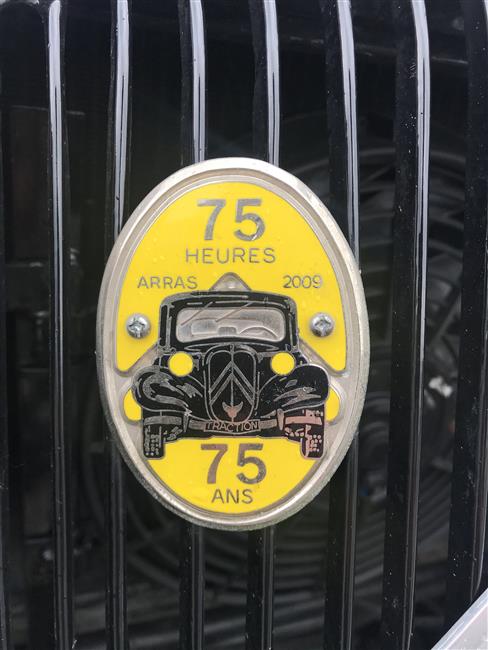 75
HEURES
ARRAS 2009
TRACTION
75
ANS